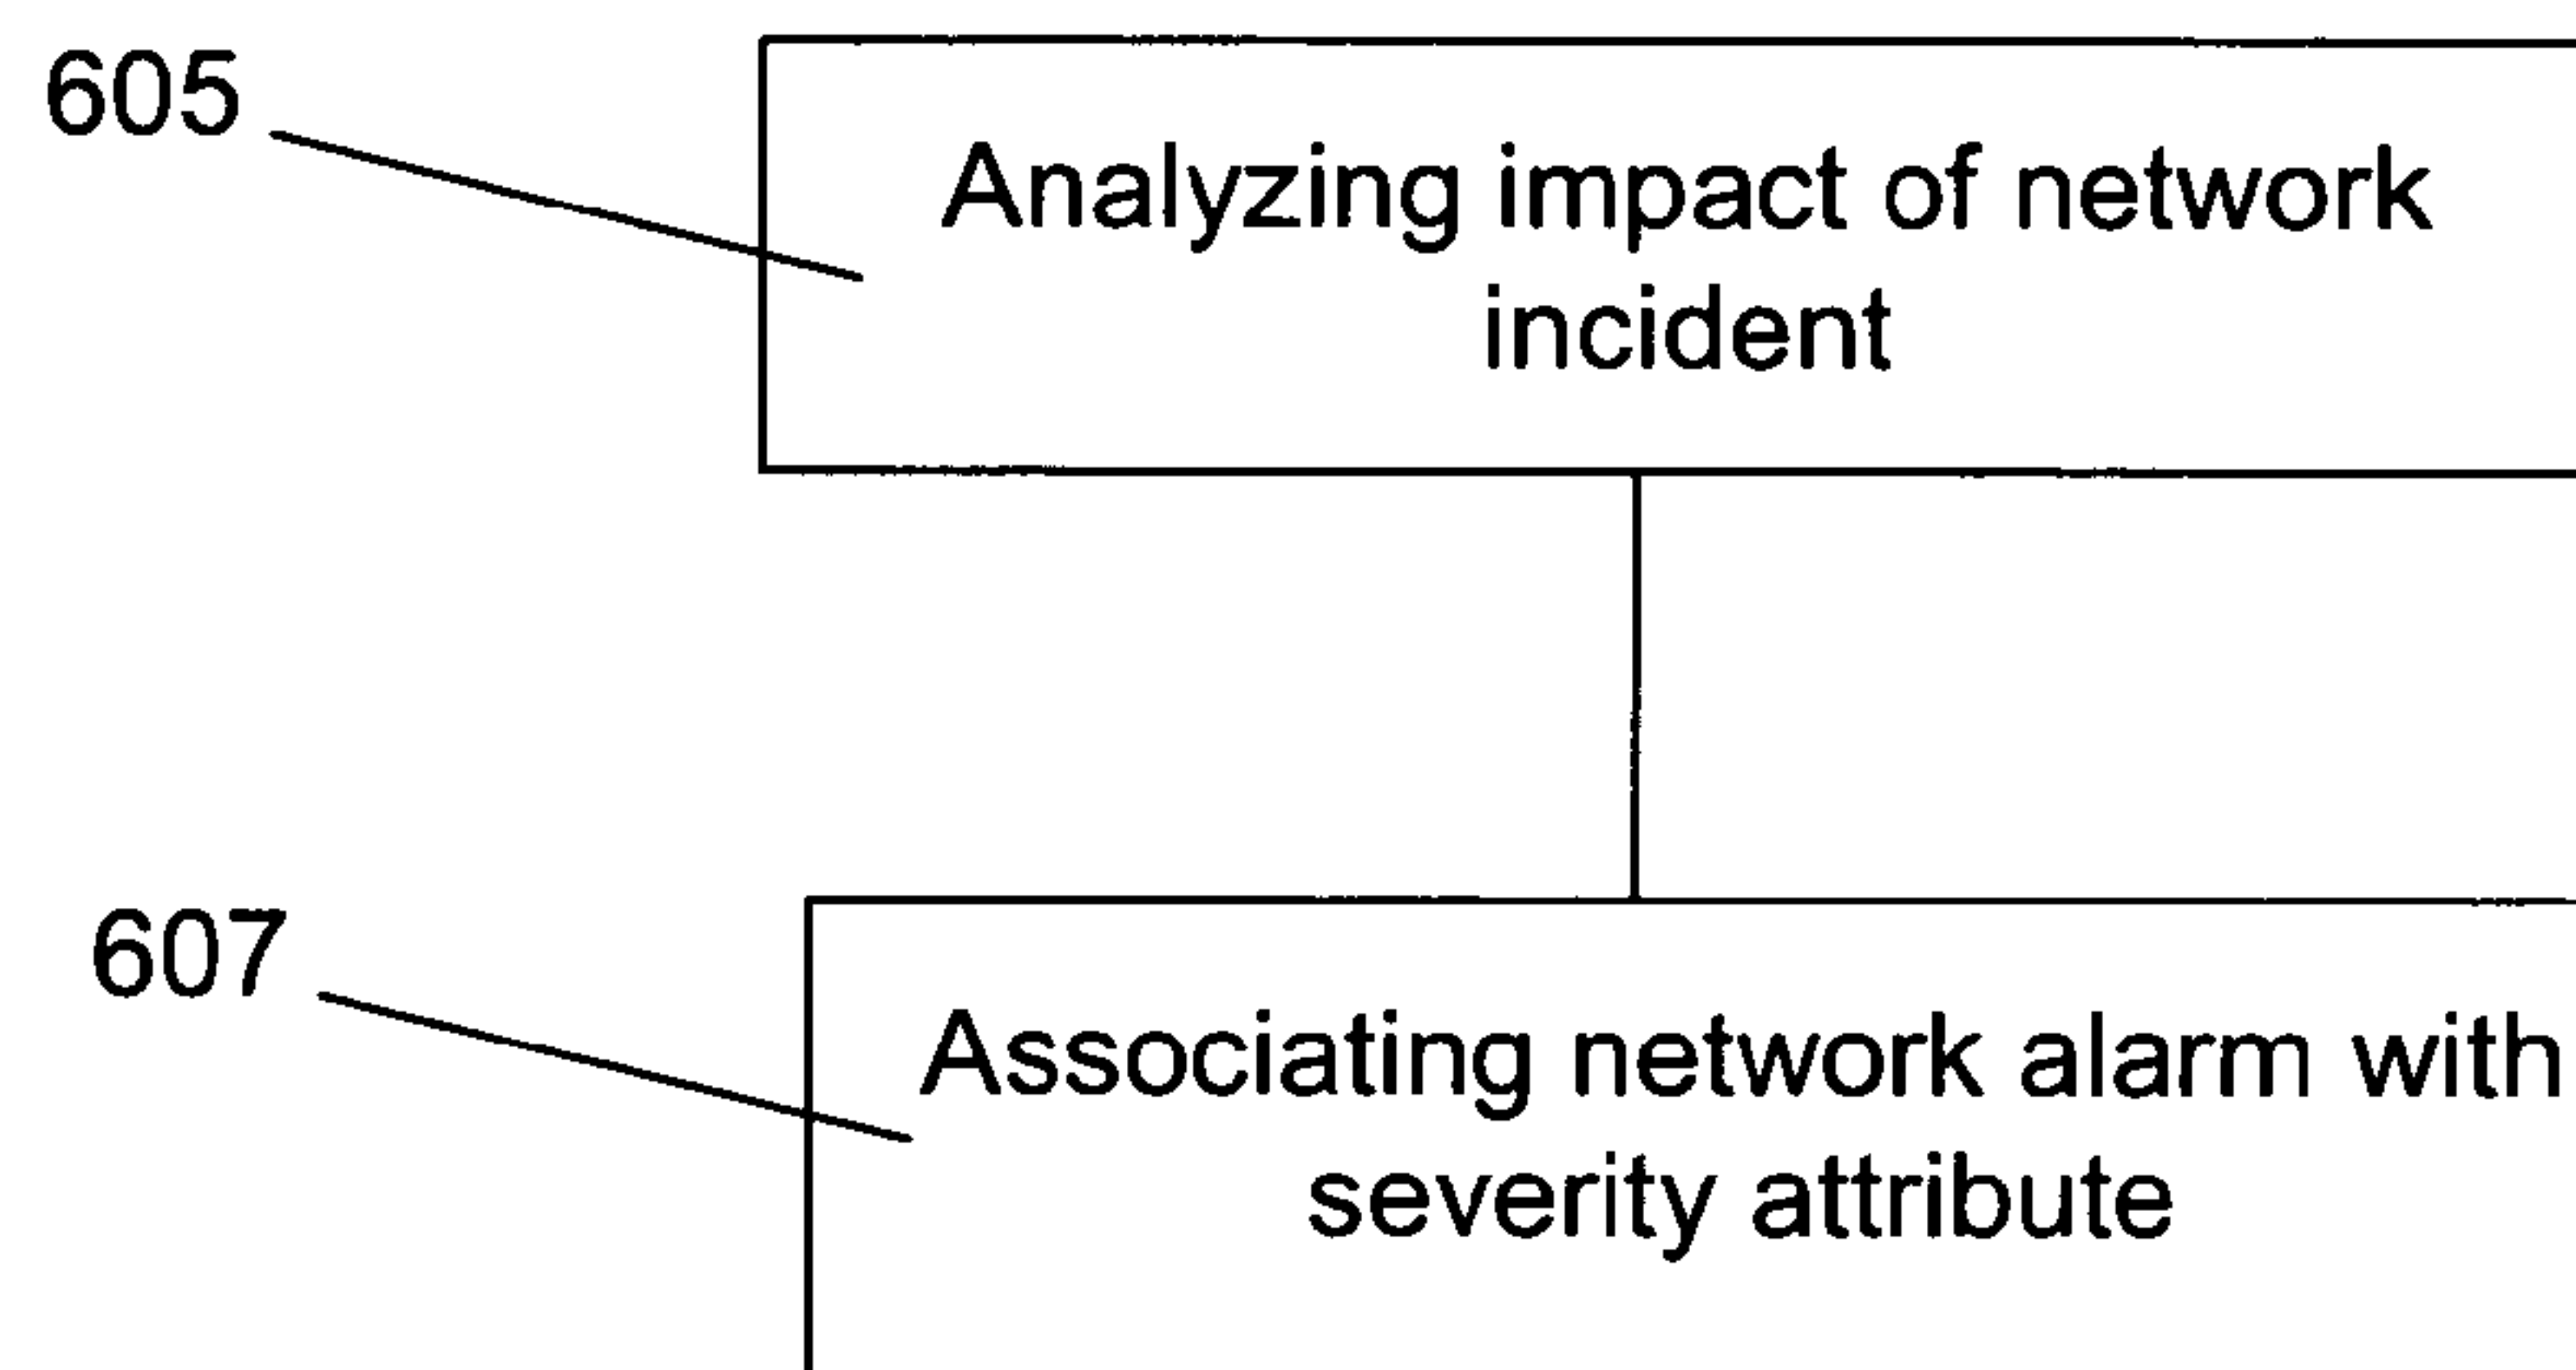 605
Analyzing impact of network
incident
607
Associating network alarm with
severity attribute